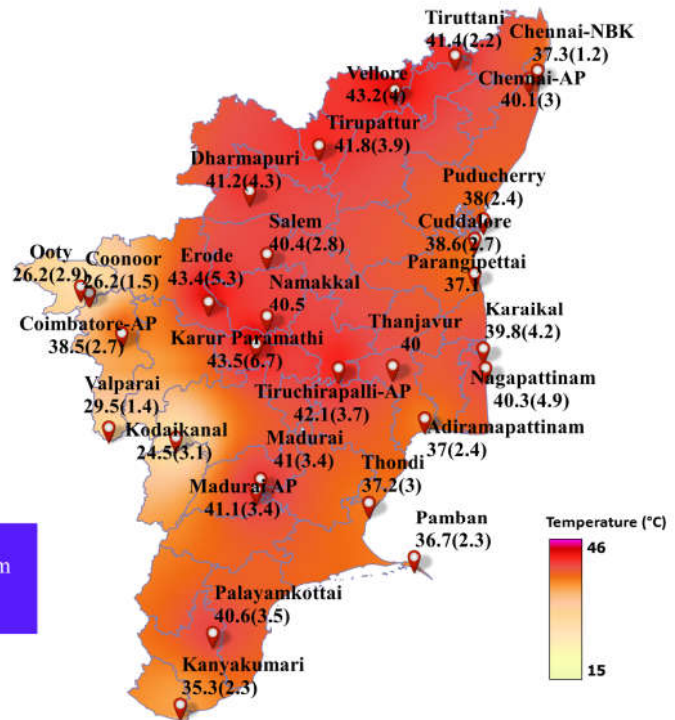 Tiruttani
41.4(2.2)
Chennai-NBK
37.3(1.2)
Vellore
43.2(4)
Chennai-AP
40.1(3)
Tirupattur
41.8(3.9)
Dharmapuri
41.2(4.3)
Puducherry
38(2.4)
Salem
40.4(2.8)
Cuddalore
38.6(2.7)
Ooty
26.2(2.9)
Coonoor
26.2(1.5)
Erode
43.4(5.3)
Parangipettai
37.1
Namakkal
40.5
Karaikal
39.8(4.2)
Coimbatore-AP
38.5(2.7)
Karur Paramathi
43.5(6.7)
Thanjavur
40
Nagapattinam
40.3(4.9)
Valparai
29.5(1.4)
Tiruchirapalli-AP
42.1(3.7)
Kodaikanal
24.5(3.1)
Adiramapattinam
37(2.4)
Madurai
41(3.4)
Thondi
37.2(3)
Madurai AP
41.1(3.4)
Pamban
36.7(2.3)
Temperature (°C)
46
15
Palayamkottai
40.6(3.5)
Kanyakumari
35.3(2.3)